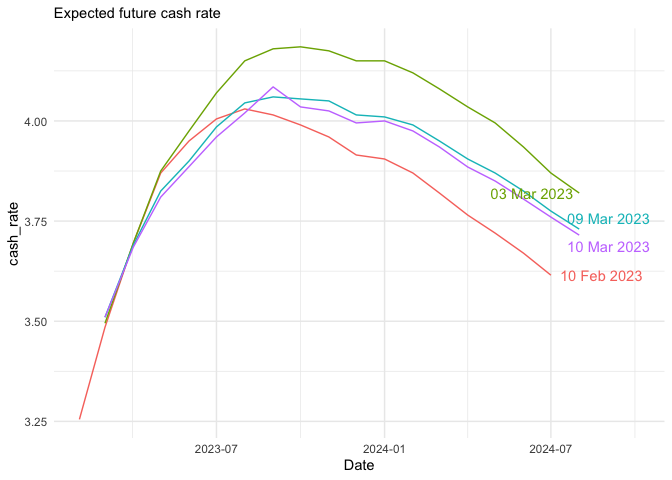 Expected future cash rate
cash_rate
4.00
3.75
3.50
3.25
03 Mar 2023
09 Mar 2023
10 Mar 2023
10 Feb 2023
2023-07
2024-01
2024-07
Date